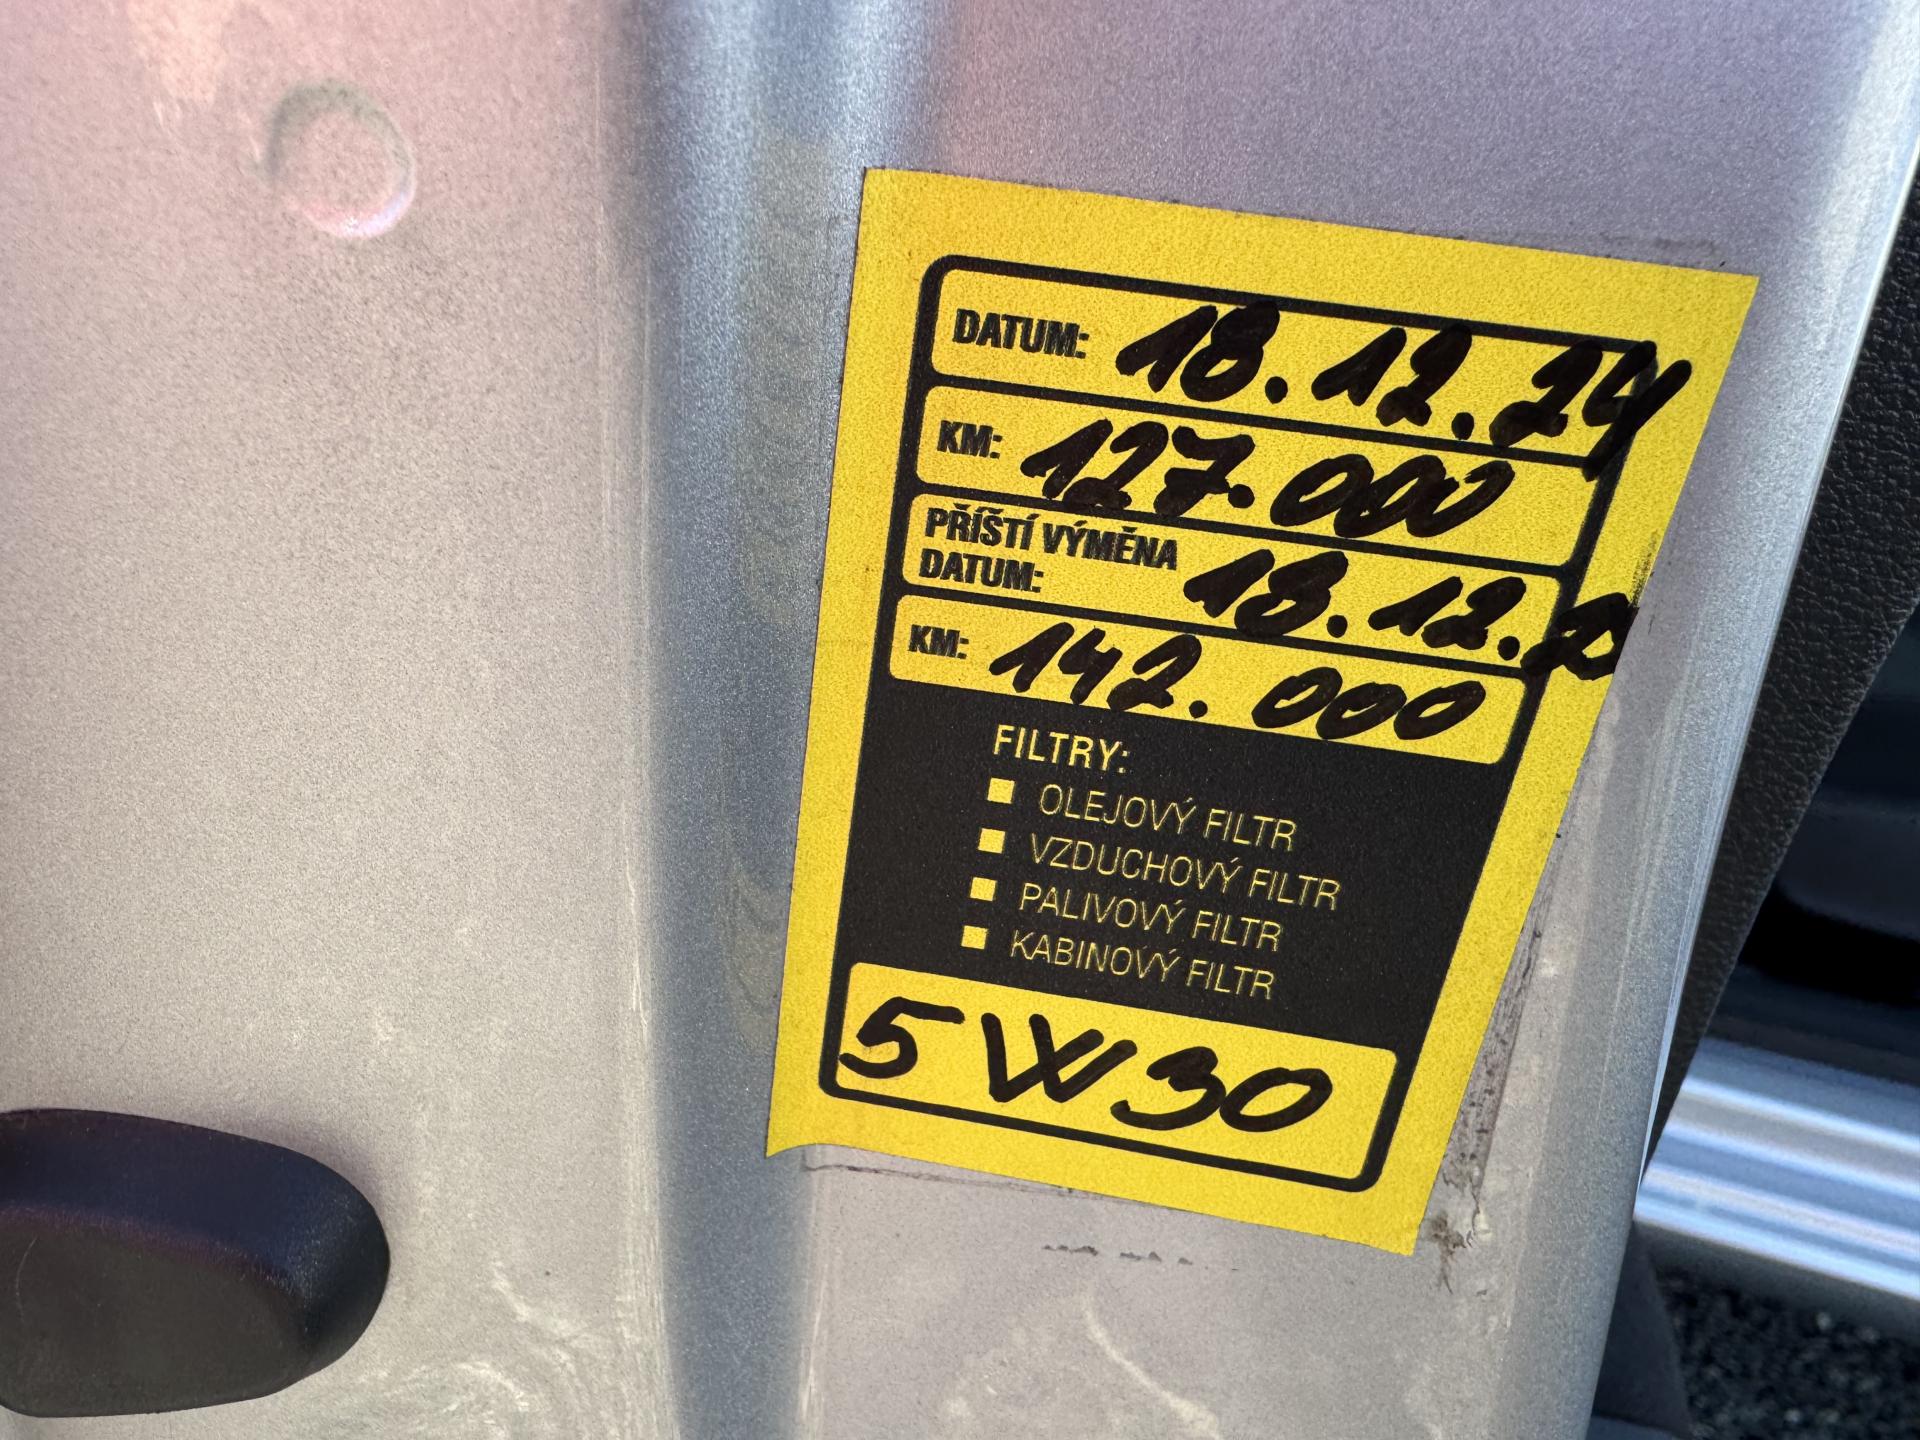 DATUM: 18.12.24
KM: 127.000
PŘÍŠTÍ VÝMĚNA
DATUM: 18.12.
KM: 142.000
FILTRY:
OLEJOVÝ FILTR
VZDUCHOVÝ FILTR
PALIVOVÝ FILTR
KABINOVÝ FILTR
5W30